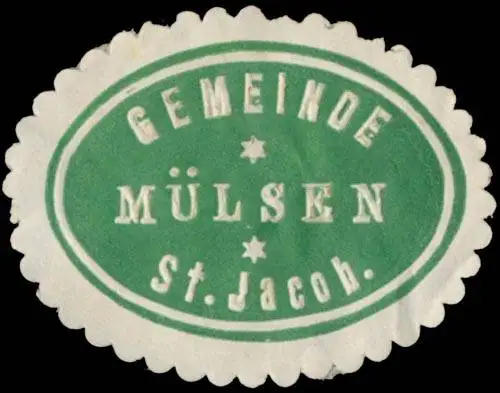 GEMEINDE
MÜLSEN
St. Jacob.